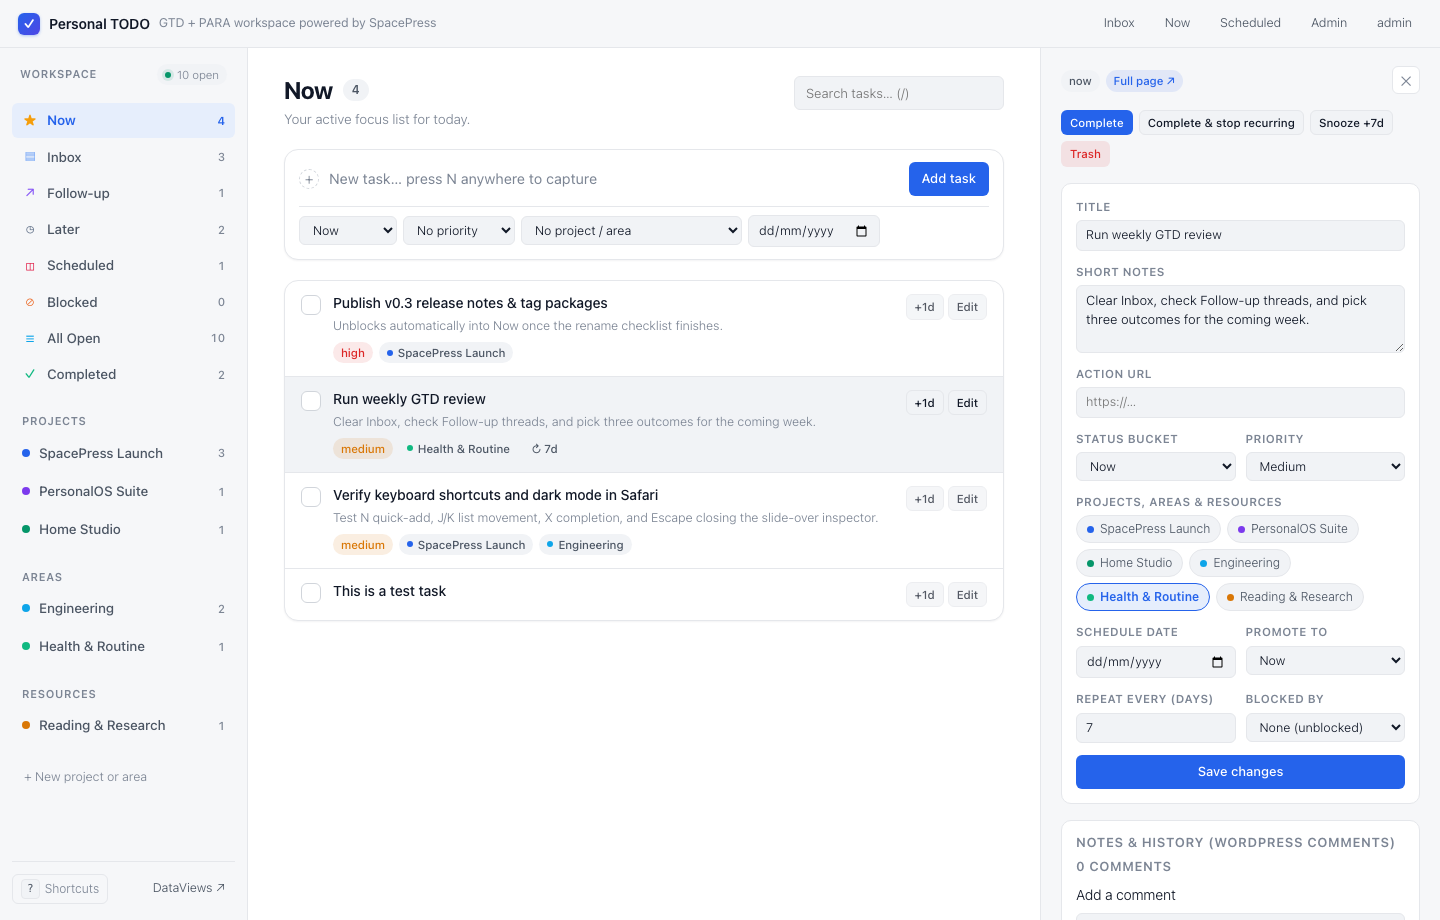 Personal TODO GTD + PARA workspace powered by SpacePress
Inbox Now Scheduled Admin admin
WORKSPACE 10 open
Now 4
Inbox 3
Follow-up 1
Later 2
Scheduled 1
Blocked 0
All Open 10
Completed 2
PROJECTS
SpacePress Launch 3
PersonalOS Suite 1
Home Studio 1
AREAS
Engineering 2
Health & Routine 1
RESOURCES
Reading & Research 1
+ New project or area
? Shortcuts DataViews ↗
Now 4
Search tasks... (/)
Your active focus list for today.
+ New task... press N anywhere to capture Add task
Now No priority No project / area dd/mm/yyyy
Publish v0.3 release notes & tag packages +1d Edit
Unblocks automatically into Now once the rename checklist finishes.
high SpacePress Launch
Run weekly GTD review +1d Edit
Clear Inbox, check Follow-up threads, and pick three outcomes for the coming week.
medium Health & Routine ↻ 7d
Verify keyboard shortcuts and dark mode in Safari +1d Edit
Test N quick-add, J/K list movement, X completion, and Escape closing the slide-over inspector.
medium SpacePress Launch Engineering
This is a test task +1d Edit
now Full page ↗ ×
Complete Complete & stop recurring Snooze +7d
Trash
TITLE
Run weekly GTD review
SHORT NOTES
Clear Inbox, check Follow-up threads, and pick
three outcomes for the coming week.
ACTION URL
https://...
STATUS BUCKET PRIORITY
Now Medium
PROJECTS, AREAS & RESOURCES
SpacePress Launch PersonalOS Suite
Home Studio Engineering
Health & Routine Reading & Research
SCHEDULE DATE PROMOTE TO
dd/mm/yyyy Now
REPEAT EVERY (DAYS) BLOCKED BY
7 None (unblocked)
Save changes
NOTES & HISTORY (WORDPRESS COMMENTS)
0 COMMENTS
Add a comment